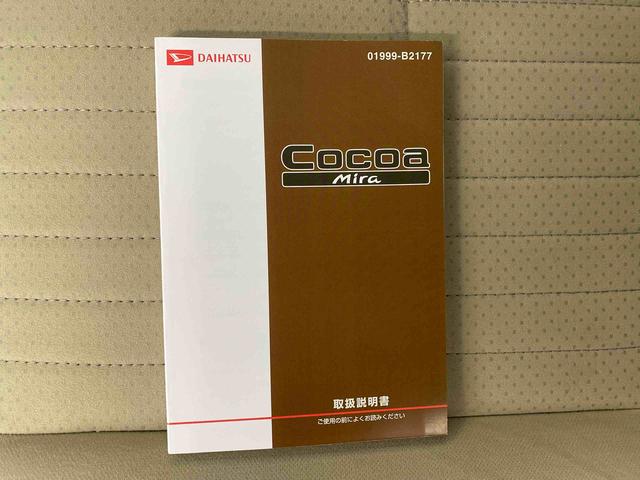 DAIHATSU
01999-B2177
Cocoa
Mira
取扱説明書
ご使用の前によくお読みください